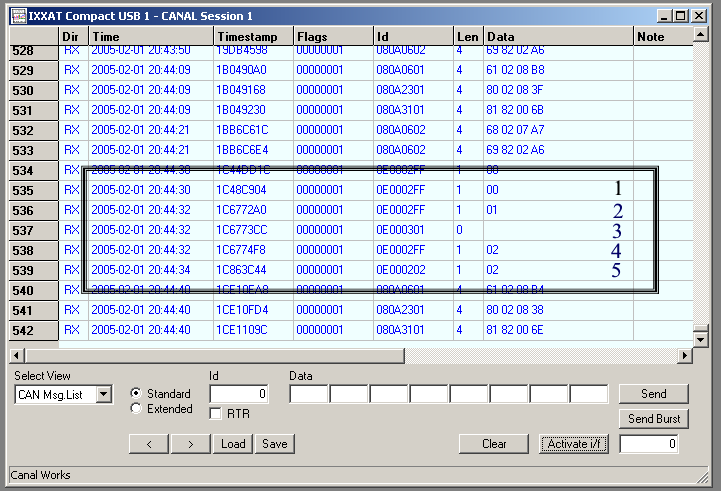 IXXAT Compact USB 1 - CANAL Session 1
Dir Time Timestamp Flags Id Len Data Note
528 RX 2005-02-01 20:43:50 19DB4598 00000001 080A0602 4 69 82 02 A6
529 RX 2005-02-01 20:44:09 1B0490A0 00000001 080A0601 4 61 02 08 B8
530 RX 2005-02-01 20:44:09 1B049168 00000001 080A2301 4 80 02 08 3F
531 RX 2005-02-01 20:44:09 1B049230 00000001 080A3101 4 81 82 00 6B
532 RX 2005-02-01 20:44:21 1BB6C61C 00000001 080A0602 4 68 02 07 A7
533 RX 2005-02-01 20:44:21 1BB6C6E4 00000001 080A0602 4 69 82 02 A6
534 RX 2005-02-01 20:44:30 1C44DD1C 00000001 0E0002FF 1 00
535 RX 2005-02-01 20:44:30 1C48C904 00000001 0E0002FF 1 00 1
536 RX 2005-02-01 20:44:32 1C6772A0 00000001 0E0002FF 1 01 2
537 RX 2005-02-01 20:44:32 1C6773CC 00000001 0E000301 0 3
538 RX 2005-02-01 20:44:32 1C6774F8 00000001 0E0002FF 1 02 4
539 RX 2005-02-01 20:44:34 1C863C44 00000001 0E000202 1 02 5
540 RX 2005-02-01 20:44:40 1CE10EA8 00000001 080A0601 4 61 02 08 B4
541 RX 2005-02-01 20:44:40 1CE10FD4 00000001 080A2301 4 80 02 08 38
542 RX 2005-02-01 20:44:40 1CE1109C 00000001 080A3101 4 81 82 00 6E
Select View Id Data
CAN Msg.List Standard 0 Send
Extended RTR Send Burst
< > Load Save Clear Activate i/f 0
Canal Works